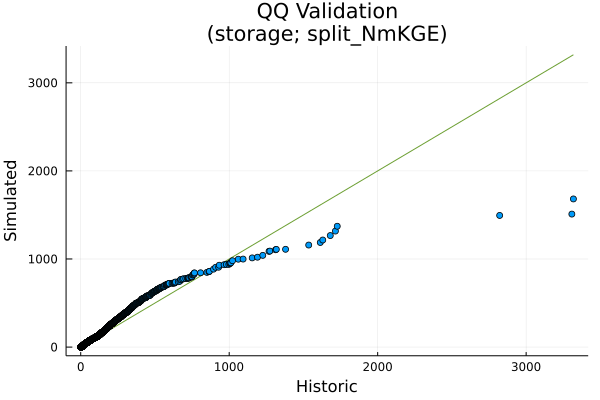 QQ Validation
(storage; split_NmKGE)
3000
2000
1000
0
Simulated
0 1000 2000 3000
Historic